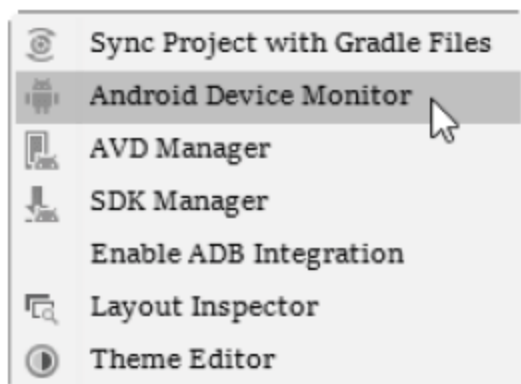 Sync Project with Gradle Files
Android Device Monitor
AVD Manager
SDK Manager
Enable ADB Integration
Layout Inspector
Theme Editor